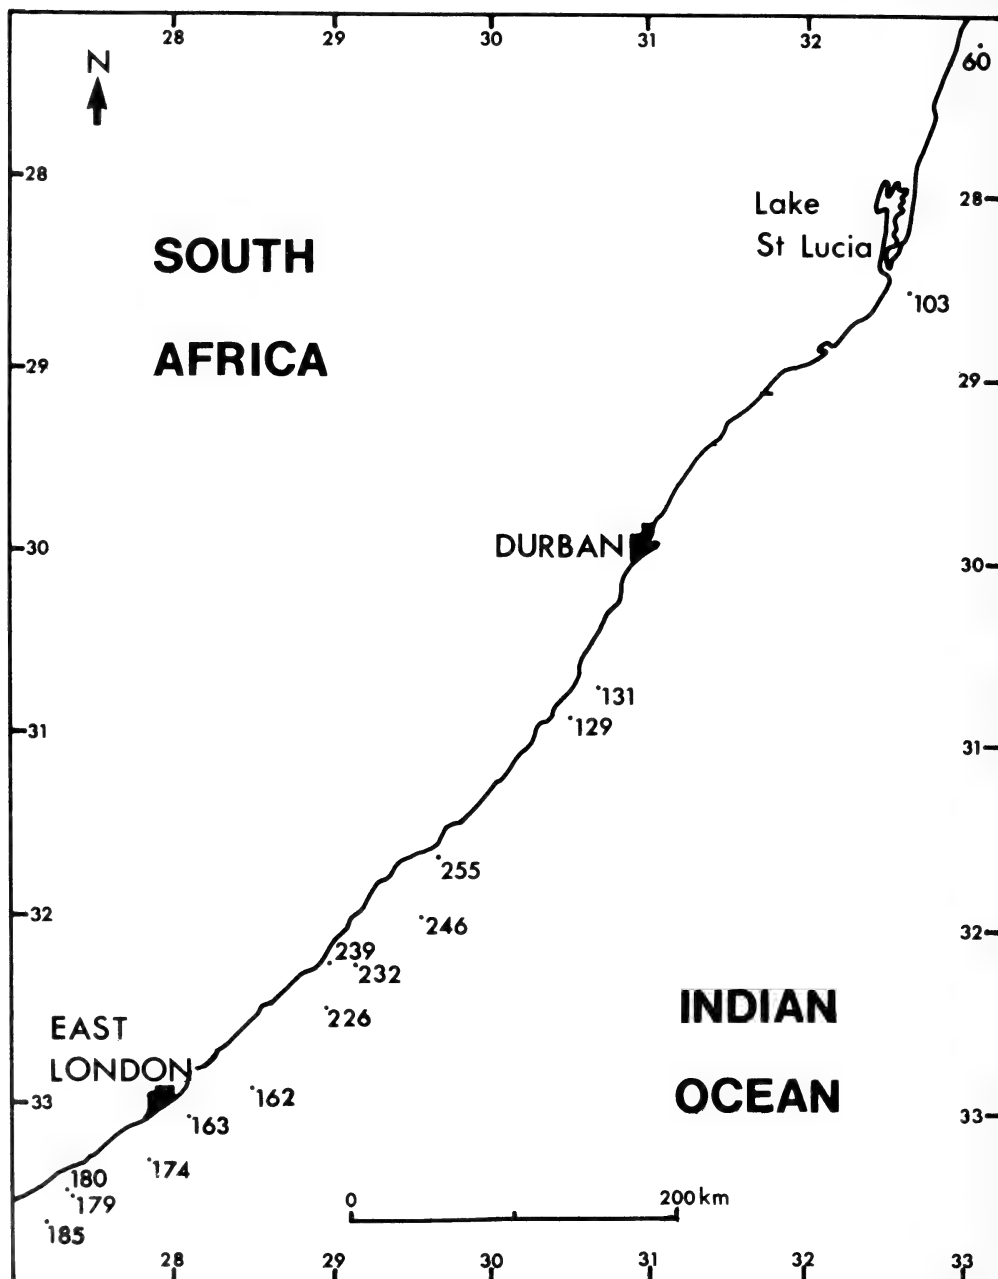 28 29 30 31 32
N
60
28
Lake
28
St Lucia
SOUTH
103
AFRICA
29
29
DURBAN
30
30
131
129
31
31
255
32
246
32
239
232
INDIAN
226
EAST
LONDON
OCEAN
162
33
163
33
174
180
179
0 200 km
185
28 29 30 31 32 33